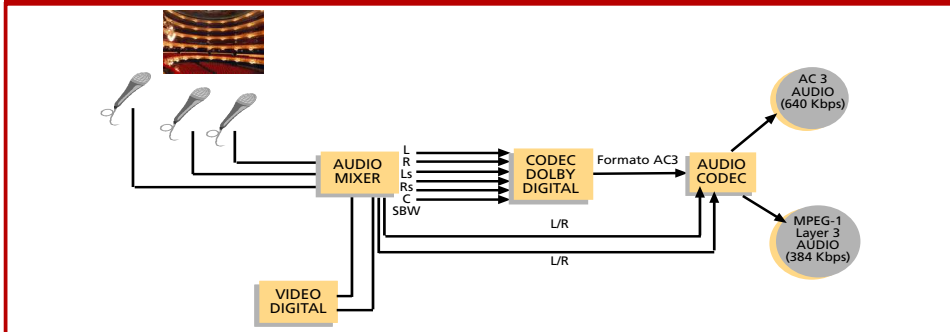 AUDIO
MIXER
L
R
Ls
Rs
C
SBW
CODEC
DOLBY
DIGITAL
Formato AC3
AUDIO
CODEC
AC 3
AUDIO
(640 Kbps)
MPEG-1
Layer 3
AUDIO
(384 Kbps)
L/R
L/R
VIDEO
DIGITAL